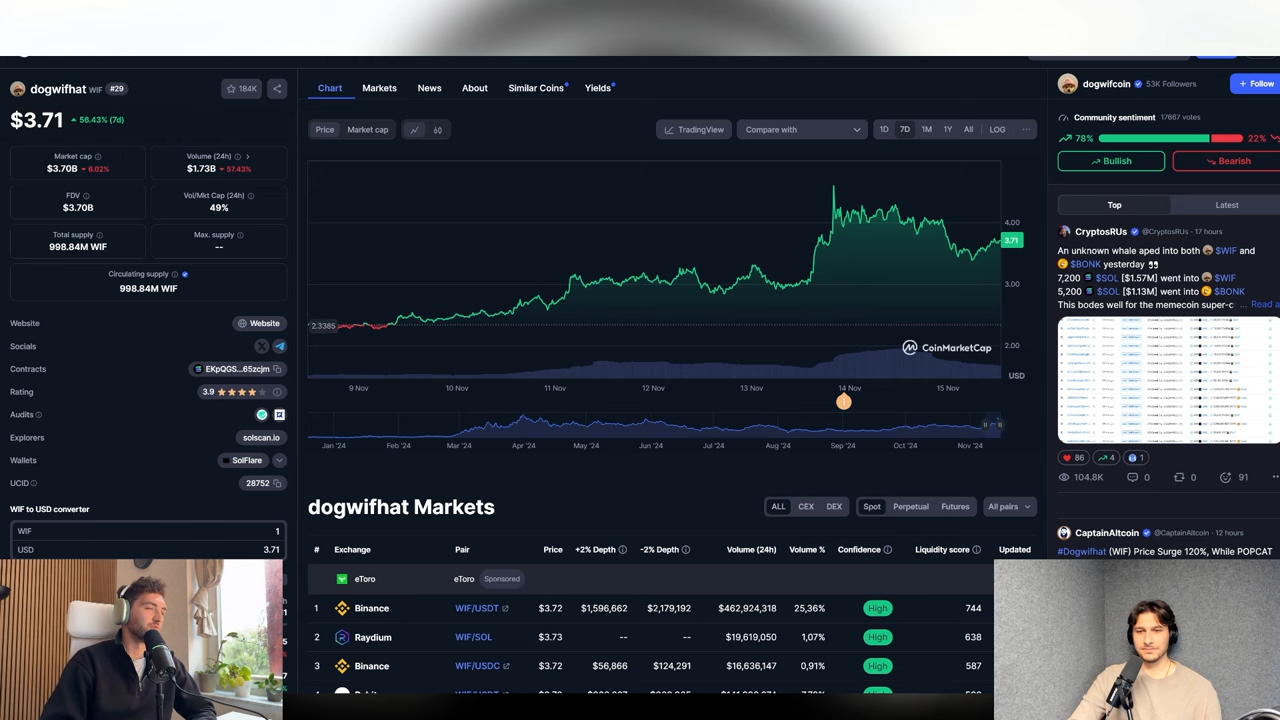 dogwifhat WIF #29
184K
$3.71 56.43% (7d)
Market cap
$3.70B 6.02%
Volume (24h)
$1.73B 57.43%
FDV
$3.70B
Vol/Mkt Cap (24h)
49%
Total supply
998.84M WIF
Max. supply
--
Circulating supply
998.84M WIF
Website Website
Socials
Contracts
Rating 3.9
Audits
Explorers solscan.io
Wallets SolFlare
UCID 28752
WIF to USD converter
WIF 1
USD 3.71
Chart Markets News About Similar Coins Yields
Price Market cap
TradingView Compare with 1D 7D 1M 1Y All LOG
4.00
3.71
3.00
2.3385
2.00
CoinMarketCap
USD
9 Nov 10 Nov 11 Nov 12 Nov 13 Nov 14 Nov 15 Nov
Jan '24 Feb '24 Mar '24 May '24 Jun '24 Jul '24 Aug '24 Sep '24 Oct '24 Nov '24
dogwifhat Markets
ALL CEX DEX Spot Perpetual Futures All pairs
# Exchange Pair Price +2% Depth -2% Depth Volume (24h) Volume % Confidence Liquidity score Updated
eToro eToro Sponsored
1 Binance WIF/USDT $3.72 $1,596,662 $2,179,192 $462,924,318 25,36% High 744
2 Raydium WIF/SOL $3.73 -- -- $19,619,050 1,07% High 638
3 Binance WIF/USDC $3.72 $56,866 $124,291 $16,636,147 0,91% High 587
dogwifcoin 53K Followers
+ Follow
Community sentiment 17667 votes
78% 22%
Bullish Bearish
Top Latest
CryptosRUs @CryptosRUs · 17 hours
An unknown whale aped into both $WIF and
$BONK yesterday
7,200 $SOL [$1.57M] went into $WIF
5,200 $SOL [$1.13M] went into $BONK
This bodes well for the memecoin super-c ... Read a
86 4 1
104.8K 0 0 91
CaptainAltcoin @CaptainAltcoin · 12 hours
#Dogwifhat (WIF) Price Surge 120%, While POPCAT